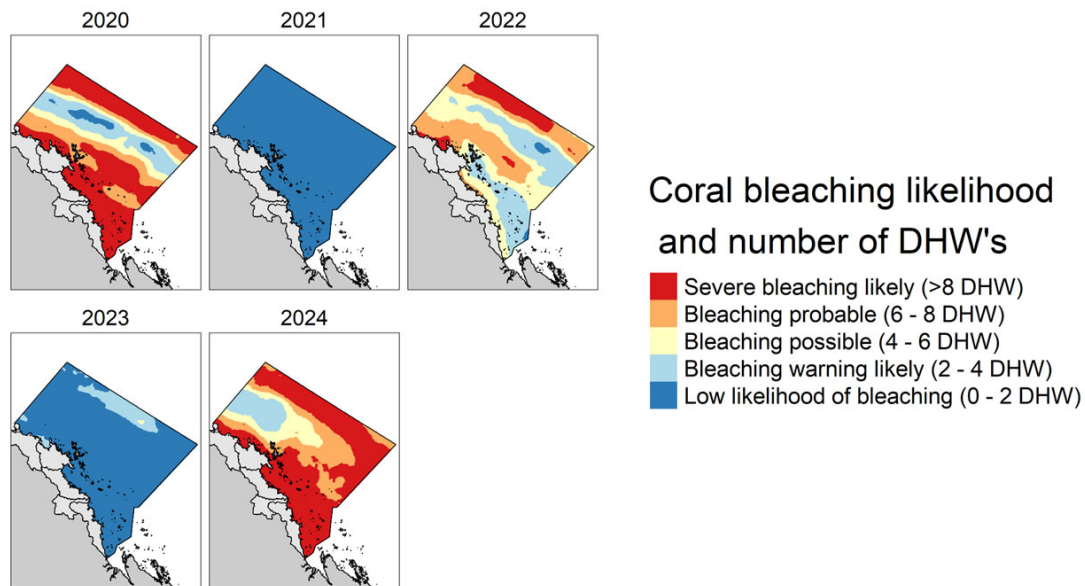 2020
2021
2022
2023
2024
Coral bleaching likelihood
and number of DHW's
Severe bleaching likely (>8 DHW)
Bleaching probable (6 - 8 DHW)
Bleaching possible (4 - 6 DHW)
Bleaching warning likely (2 - 4 DHW)
Low likelihood of bleaching (0 - 2 DHW)